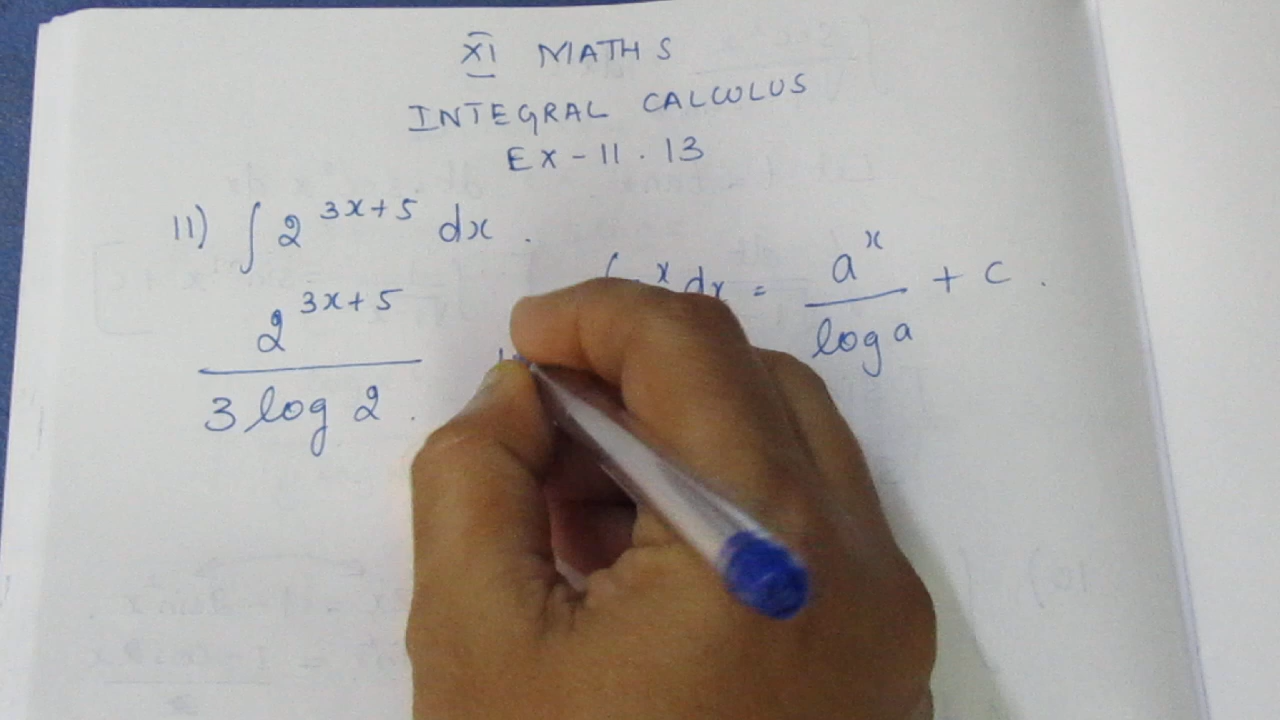 XI MATHS
INTEGRAL CALCULUS
EX-11.13
11) ∫ 2^(3x+5) dx.
∫ ^x dx = a^x / log a + c.
2^(3x+5) / 3 log 2.